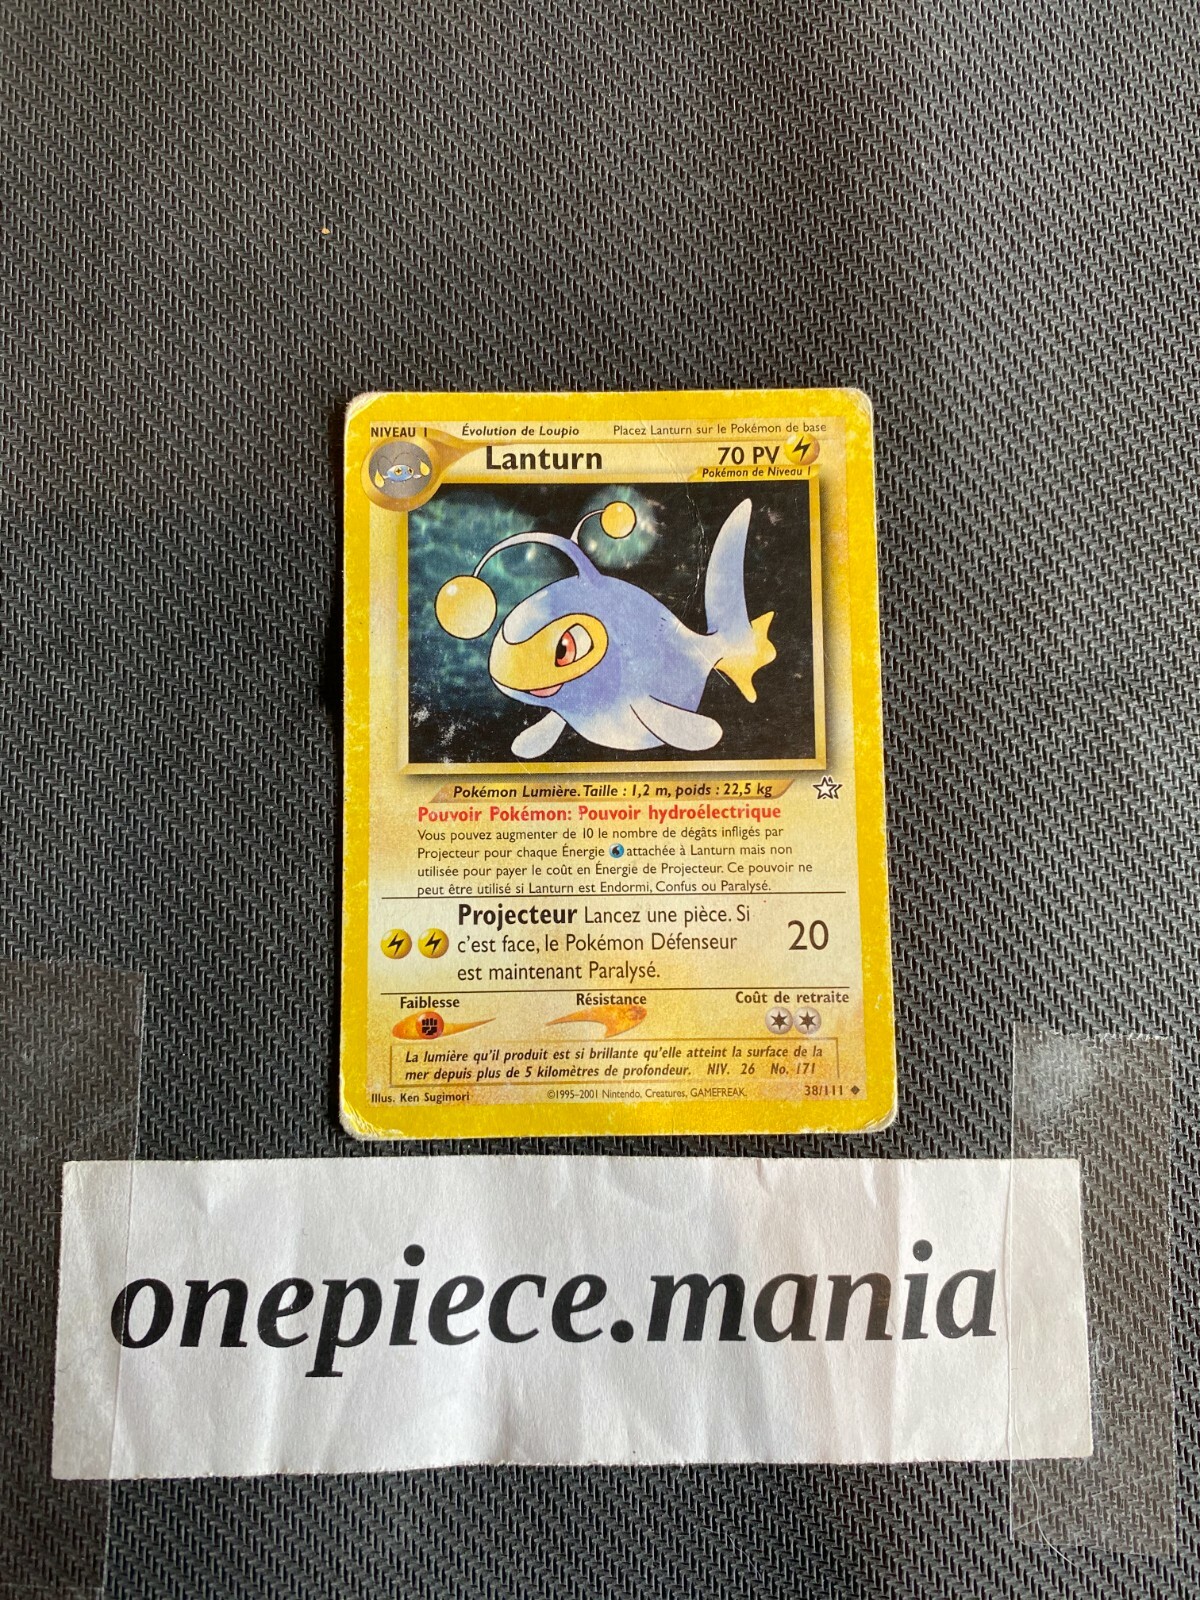 NIVEAU 1 Évolution de Loupio Placez Lanturn sur le Pokémon de base
Lanturn 70 PV
Pokémon de Niveau 1
Pokémon Lumière. Taille : 1,2 m, poids : 22,5 kg
Pouvoir Pokémon: Pouvoir hydroélectrique
Vous pouvez augmenter de 10 le nombre de dégâts infligés par
Projecteur pour chaque Énergie attachée à Lanturn mais non
utilisée pour payer le coût en Énergie de Projecteur. Ce pouvoir ne
peut être utilisé si Lanturn est Endormi, Confus ou Paralysé.
Projecteur Lancez une pièce. Si
c'est face, le Pokémon Défenseur 20
est maintenant Paralysé.
Faiblesse Résistance Coût de retraite
La lumière qu'il produit est si brillante qu'elle atteint la surface de la
mer depuis plus de 5 kilomètres de profondeur. NIV. 26 No. 171
Illus. Ken Sugimori ©1995-2001 Nintendo, Creatures, GAMEFREAK. 38/111
onepiece.mania